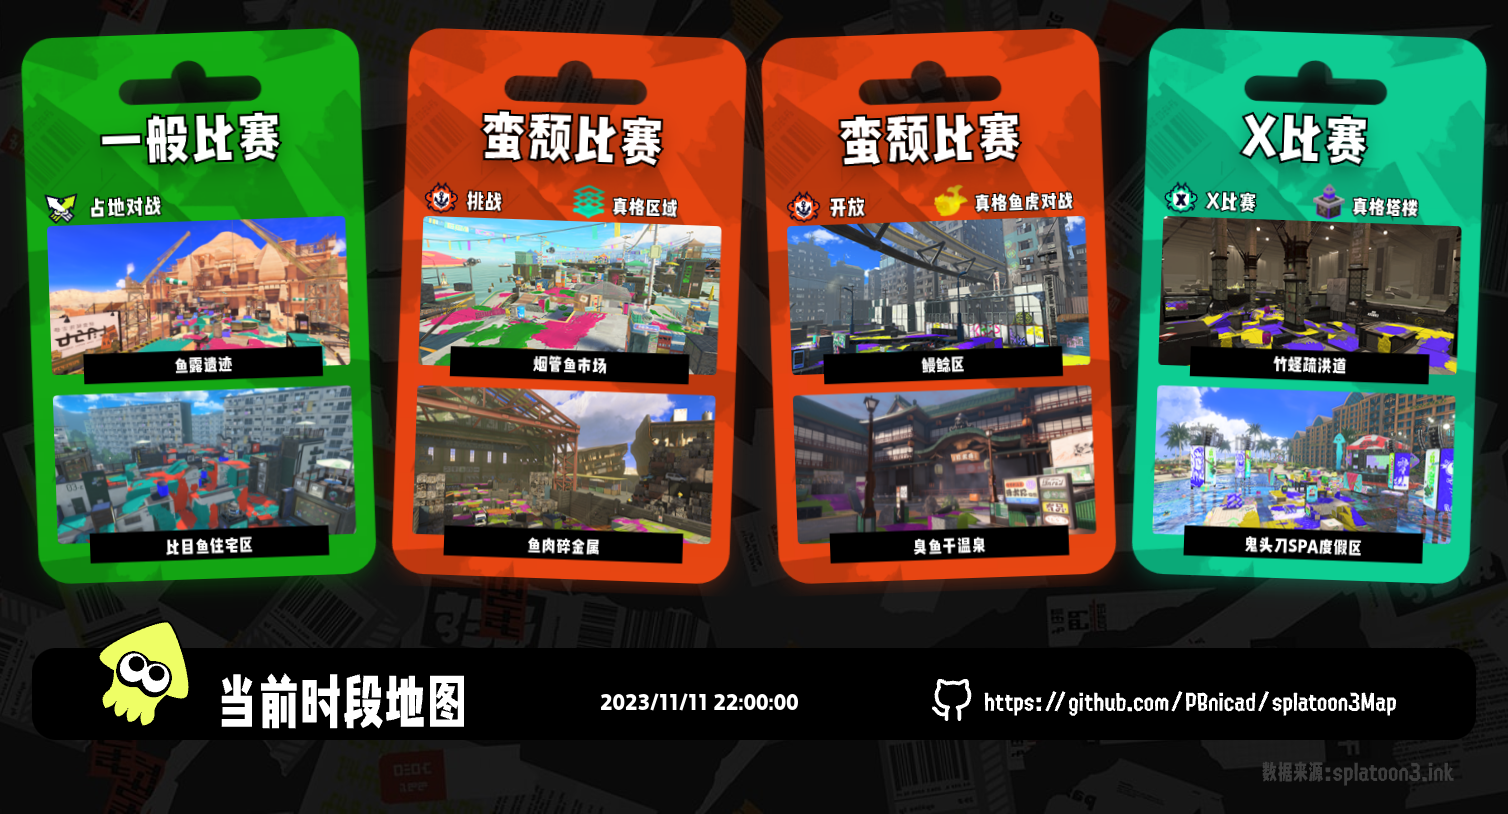 一般比赛
占地对战
鱼露遗迹
比目鱼住宅区
蛮颓比赛
挑战
真格区域
烟管鱼市场
鱼肉碎金属
蛮颓比赛
开放
真格鱼虎对战
鳗鲶区
臭鱼干温泉
X比赛
X比赛
真格塔楼
竹蛏疏洪道
鬼头刀SPA度假区
当前时段地图
2023/11/11 22:00:00
https://github.com/PBnicad/splatoon3Map
数据来源:splatoon3.ink